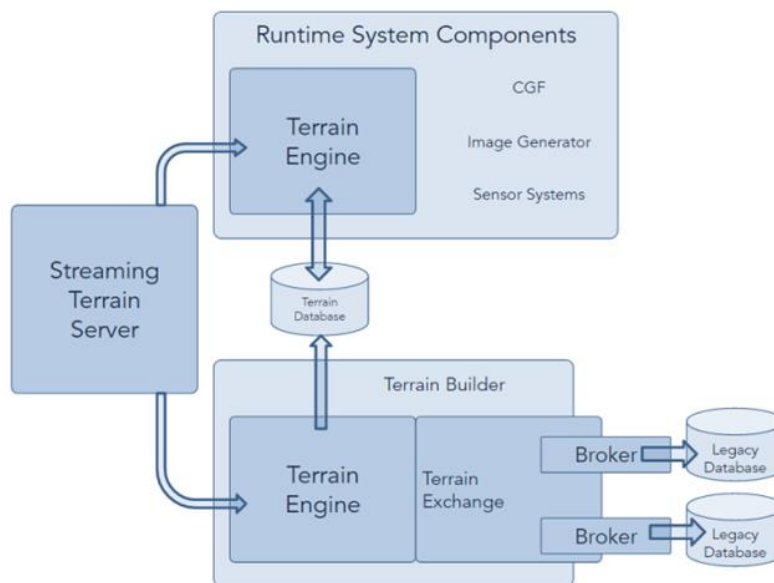 Runtime System Components
Terrain
Engine
CGF
Image Generator
Sensor Systems
Streaming
Terrain
Server
Terrain
Database
Terrain Builder
Terrain
Engine
Terrain
Exchange
Broker
Legacy
Database
Broker
Legacy
Database